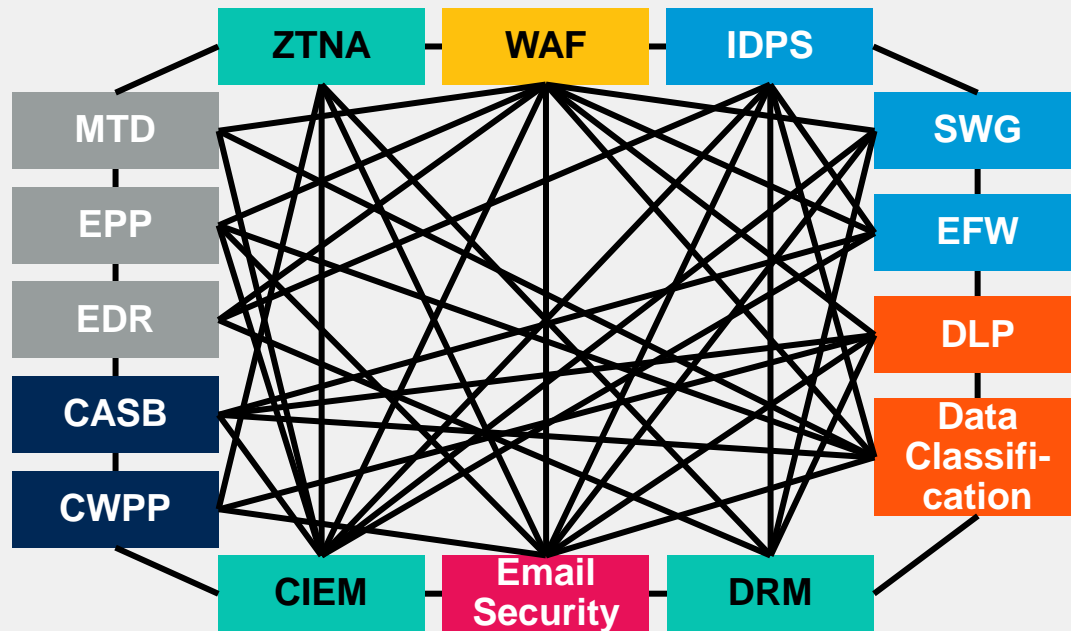 ZTNA
WAF
IDPS
MTD
SWG
EPP
EFW
EDR
DLP
CASB
Data
Classifi-
cation
CWPP
CIEM
Email
Security
DRM